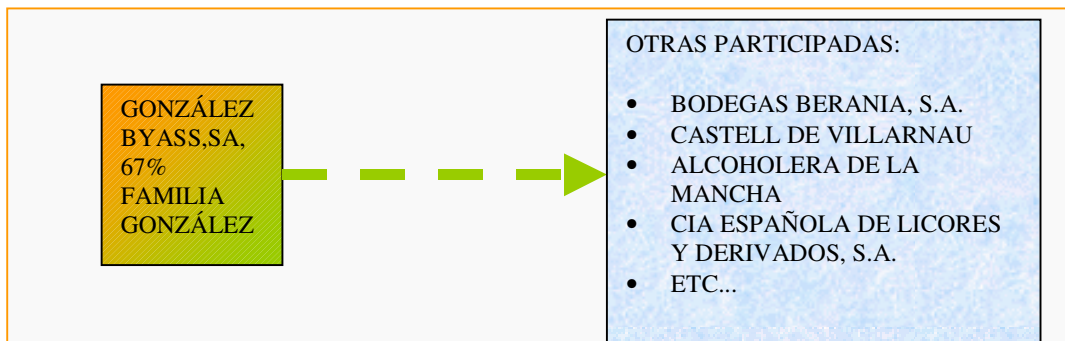 GONZÁLEZ
BYASS,SA,
67%
FAMILIA
GONZÁLEZ
OTRAS PARTICIPADAS:
• BODEGAS BERANIA, S.A.
• CASTELL DE VILLARNAU
• ALCOHOLERA DE LA
MANCHA
• CIA ESPAÑOLA DE LICORES
Y DERIVADOS, S.A.
• ETC...